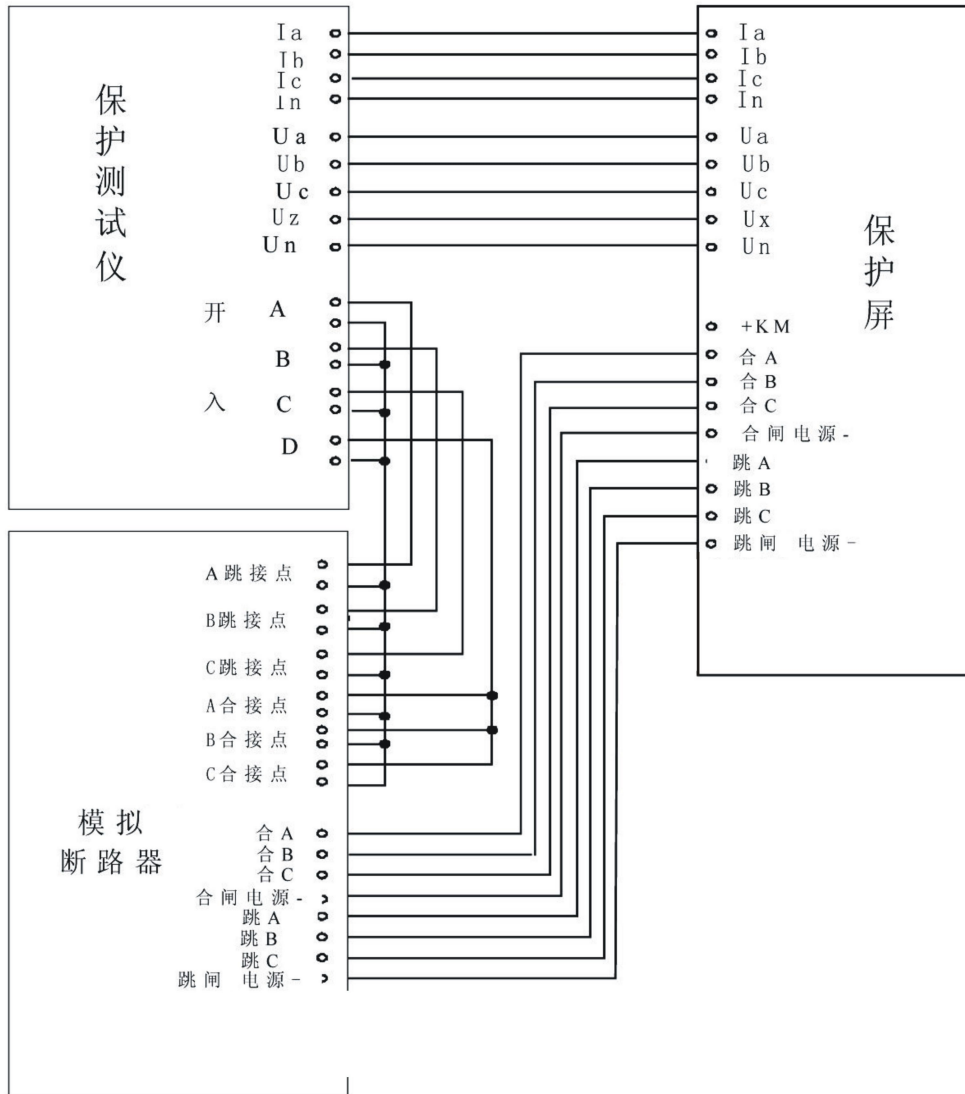 保护测试仪
Ia
Ib
Ic
In
Ua
Ub
Uc
Uz
Un
开入
A
B
C
D
保护屏
Ia
Ib
Ic
In
Ua
Ub
Uc
Ux
Un
+KM
合A
合B
合C
合闸电源-
跳A
跳B
跳C
跳闸 电源-
模拟
断路器
A跳接点
B跳接点
C跳接点
A合接点
B合接点
C合接点
合A
合B
合C
合闸电源-
跳A
跳B
跳C
跳闸 电源-